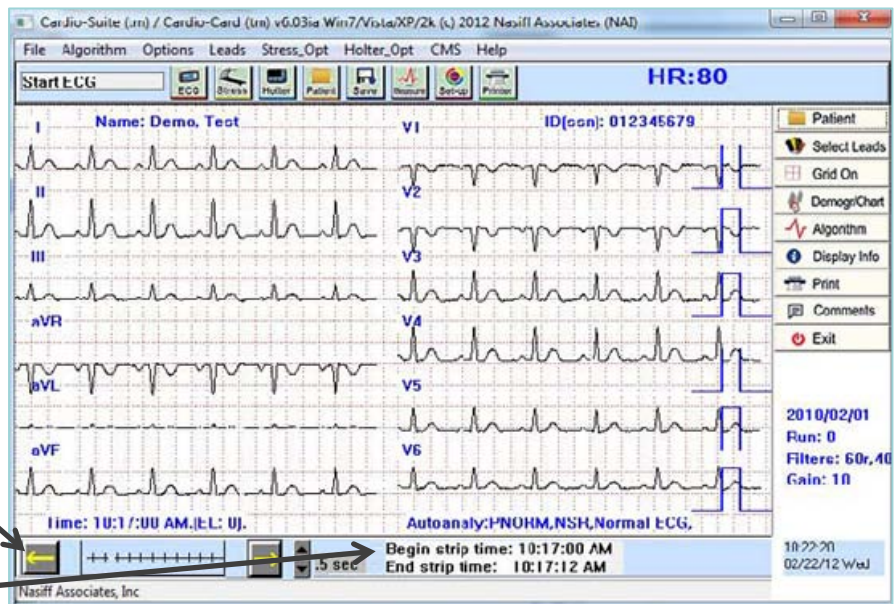 Cardio-Suite (tm) / Cardio-Card (tm) v6.03ia Win7/Vista/XP/2k (c) 2012 Nasiff Associates (NAI)
File Algorithm Options Leads Stress_Opt Holter_Opt CMS Help
Start ECG
ECG Stress Holter Patient Save Measure Set-up Printer
HR:80
Name: Demo, Test
ID(ssn): 012345679
I
II
III
aVR
aVL
aVF
V1
V2
V3
V4
V5
V6
Time: 10:17:00 AM.(EL: 0).
Autoanaly:PNORM,NSR,Normal ECG,
Patient
Select Leads
Grid On
Demogr/Chart
Algorithm
Display Info
Print
Comments
Exit
2010/02/01
Run: 0
Filters: 60r,40
Gain: 10
.5 sec
Begin strip time: 10:17:00 AM
End strip time: 10:17:12 AM
10:22:20
02/22/12 Wed
Nasiff Associates, Inc